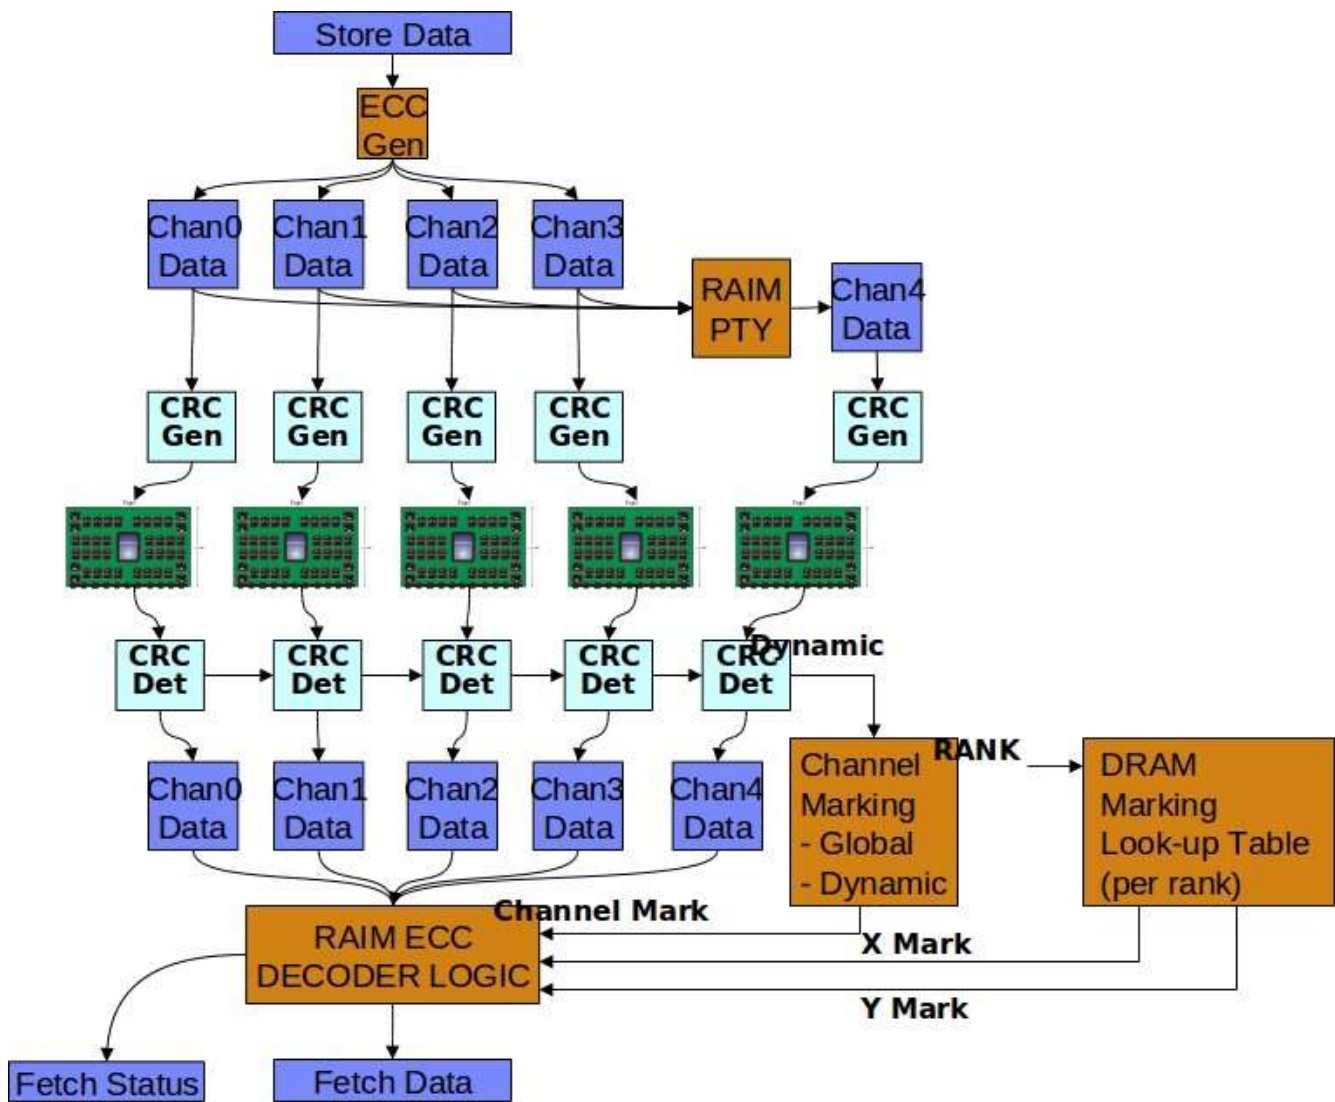 Store Data
ECC
Gen
Chan0
Data
Chan1
Data
Chan2
Data
Chan3
Data
RAIM
PTY
Chan4
Data
CRC
Gen
CRC
Gen
CRC
Gen
CRC
Gen
CRC
Gen
CRC
Det
CRC
Det
CRC
Det
CRC
Det
CRC
Det
Dynamic
Chan0
Data
Chan1
Data
Chan2
Data
Chan3
Data
Chan4
Data
Channel
Marking
- Global
- Dynamic
RANK
DRAM
Marking
Look-up Table
(per rank)
Channel Mark
X Mark
Y Mark
RAIM ECC
DECODER LOGIC
Fetch Status
Fetch Data